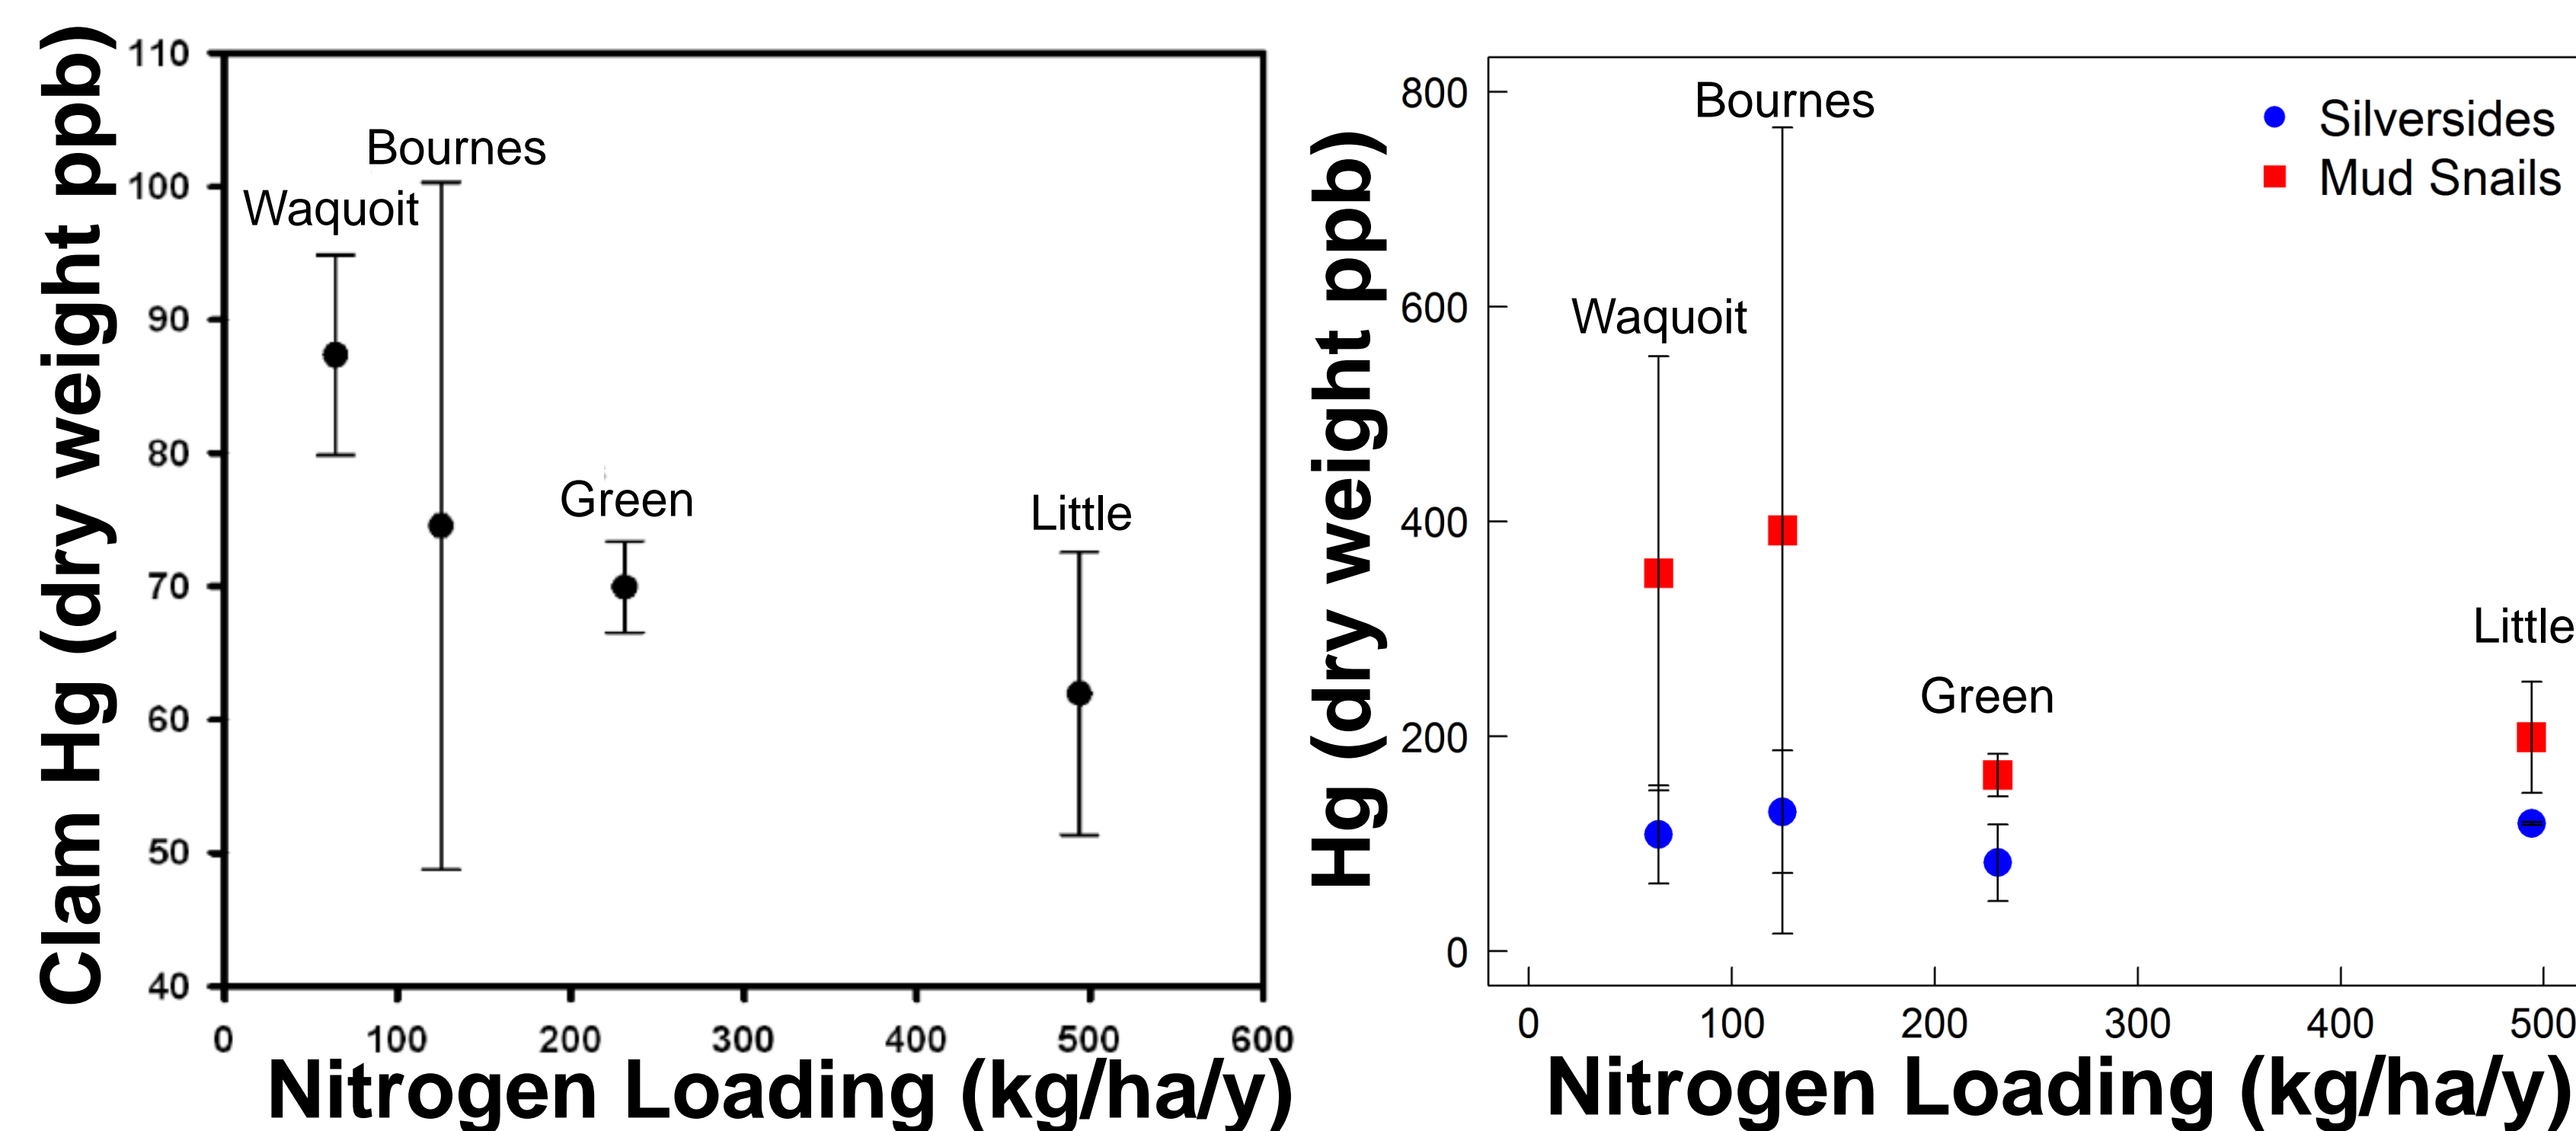 Clam Hg (dry weight ppb)
110
100
90
80
70
60
50
40
Bournes
Waquoit
Green
Little
0 100 200 300 400 500 600
Nitrogen Loading (kg/ha/y)
Hg (dry weight ppb)
800
600
400
200
0
Bournes
Waquoit
Green
Little
Silversides
Mud Snails
0 100 200 300 400 500
Nitrogen Loading (kg/ha/y)